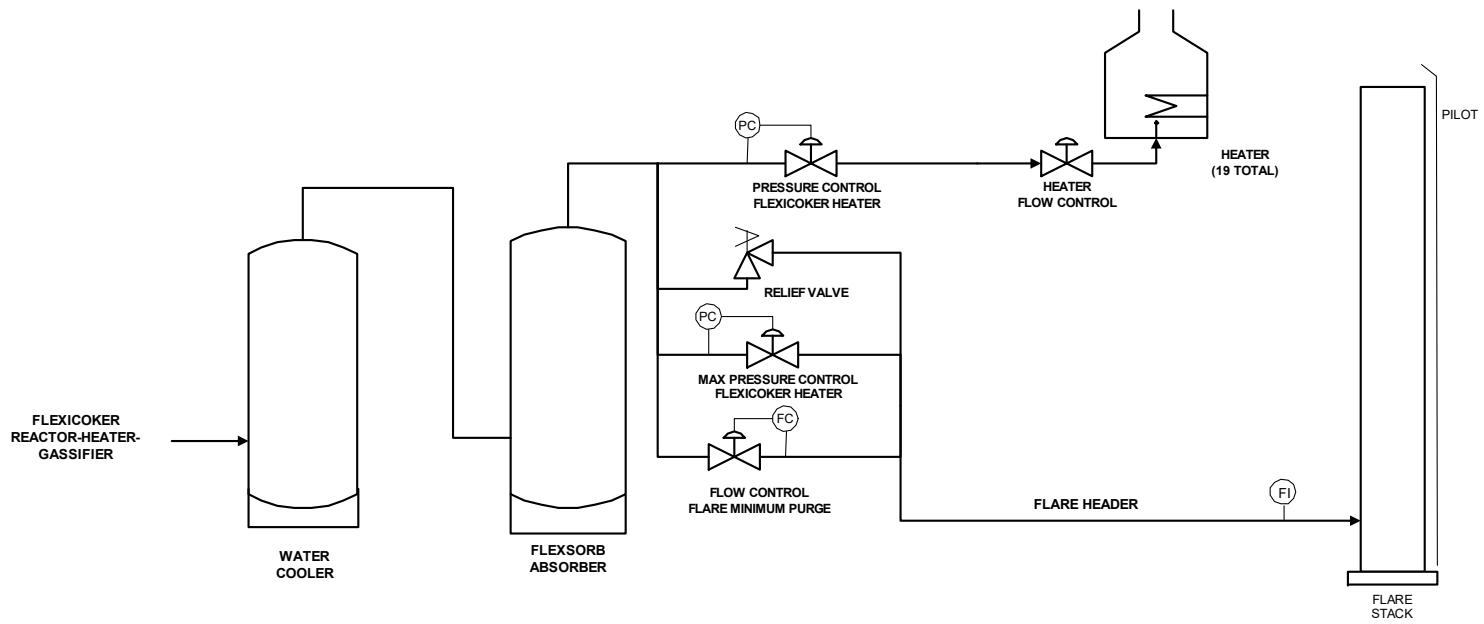 PILOT
PC
HEATER
(19 TOTAL)
PRESSURE CONTROL
FLEXICOKER HEATER
HEATER
FLOW CONTROL
RELIEF VALVE
PC
MAX PRESSURE CONTROL
FLEXICOKER HEATER
FC
FLEXICOKER
REACTOR-HEATER-
GASSIFIER
FLOW CONTROL
FLARE MINIMUM PURGE
FLARE HEADER
FI
WATER
COOLER
FLEXSORB
ABSORBER
FLARE
STACK